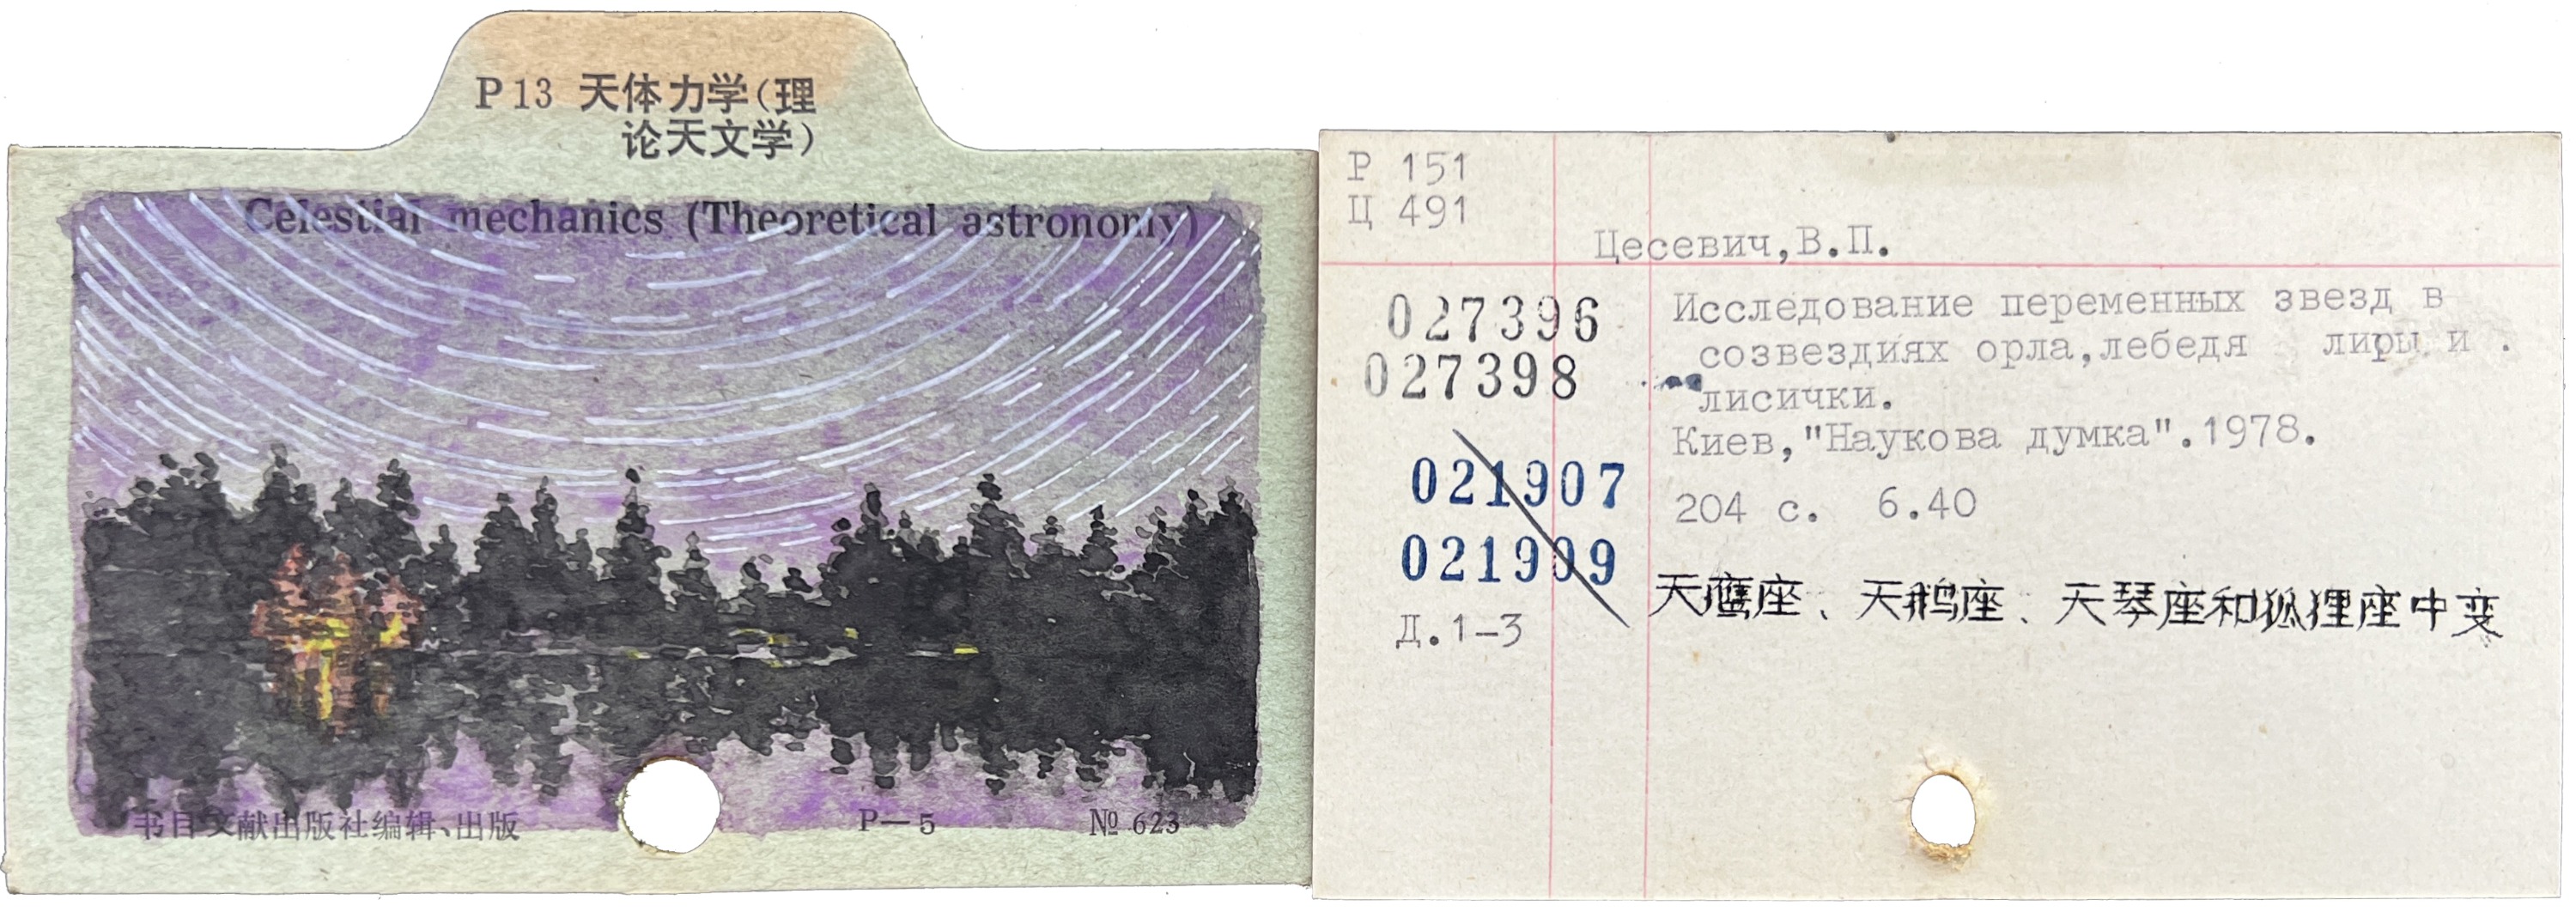 P 13 天体力学(理
论天文学)
Celestial mechanics (Theoretical astronomy)
书目文献出版社编辑、出版
P—5
№ 623
Р 151
Ц 491
Цесевич,В.П.
027396
027398
021907
021909
Д.1-3
Исследование переменных звезд в
созвездиях орла,лебедя лиры и .
лисички.
Киев,"Наукова думка".1978.
204 с. 6.40
天鹰座、天鹅座、天琴座和狐狸座中变